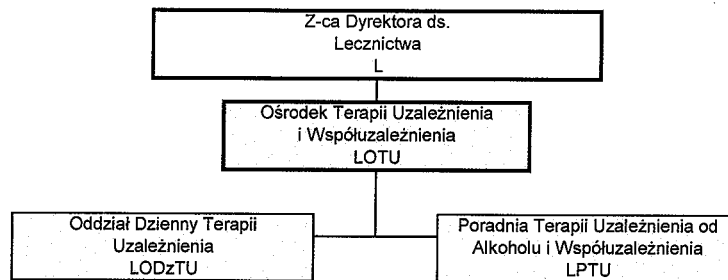 Z-ca Dyrektora ds.
Lecznictwa
L
Ośrodek Terapii Uzależnienia
i Współuzależnienia
LOTU
Oddział Dzienny Terapii
Uzależnienia
LODzTU
Poradnia Terapii Uzależnienia od
Alkoholu i Współuzależnienia
LPTU